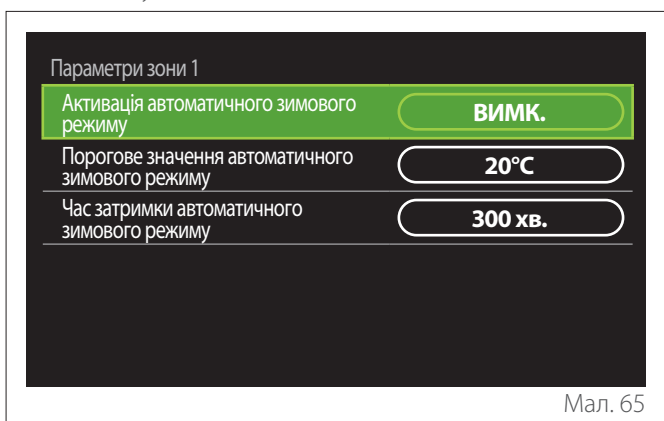 Параметри зони 1
Активація автоматичного зимового
режиму
ВИМК.
Порогове значення автоматичного
зимового режиму
20°C
Час затримки автоматичного
зимового режиму
300 хв.
Мал. 65